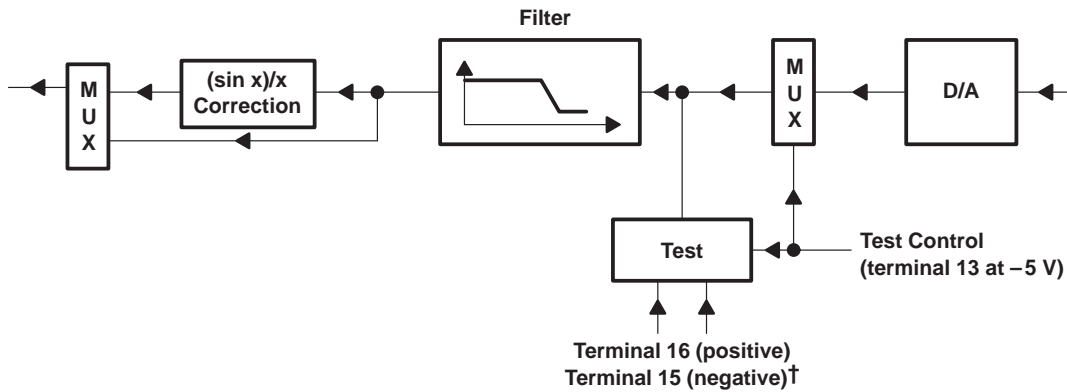 Filter
M
U
X
(sin x)/x
Correction
M
U
X
D/A
Test
Test Control
(terminal 13 at –5 V)
Terminal 16 (positive)
Terminal 15 (negative)†